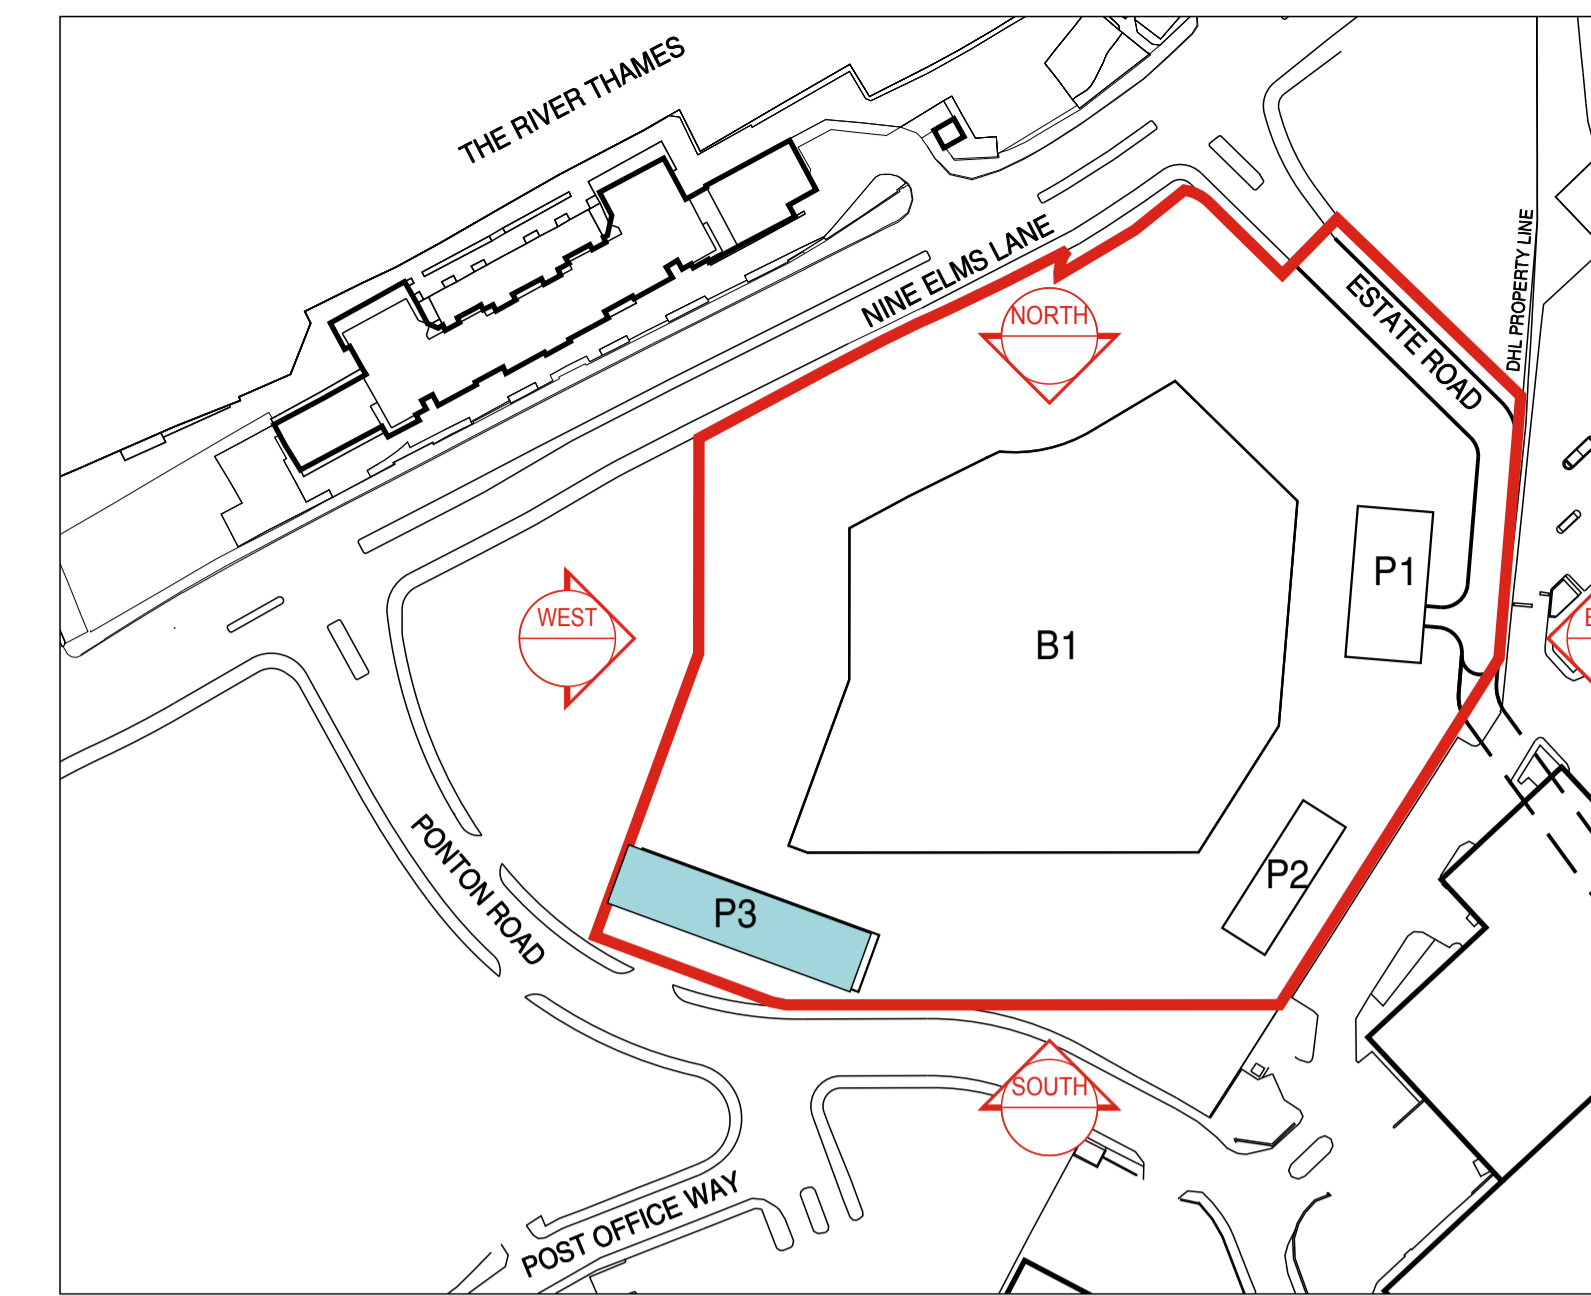 THE RIVER THAMES
NINE ELMS LANE
NORTH
ESTATE ROAD
DHL PROPERTY LINE
P1
WEST
B1
P2
PONTON ROAD
P3
SOUTH
POST OFFICE WAY